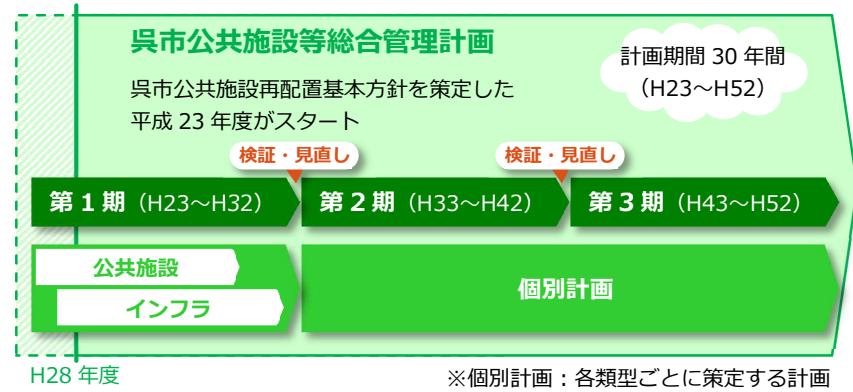 呉市公共施設等総合管理計画
計画期間 30 年間
（H23～H52）
呉市公共施設再配置基本方針を策定した
平成 23 年度がスタート
検証・見直し
検証・見直し
第 1 期（H23～H32）
第 2 期（H33～H42）
第 3 期（H43～H52）
公共施設
インフラ
個別計画
H28 年度
※個別計画：各類型ごとに策定する計画